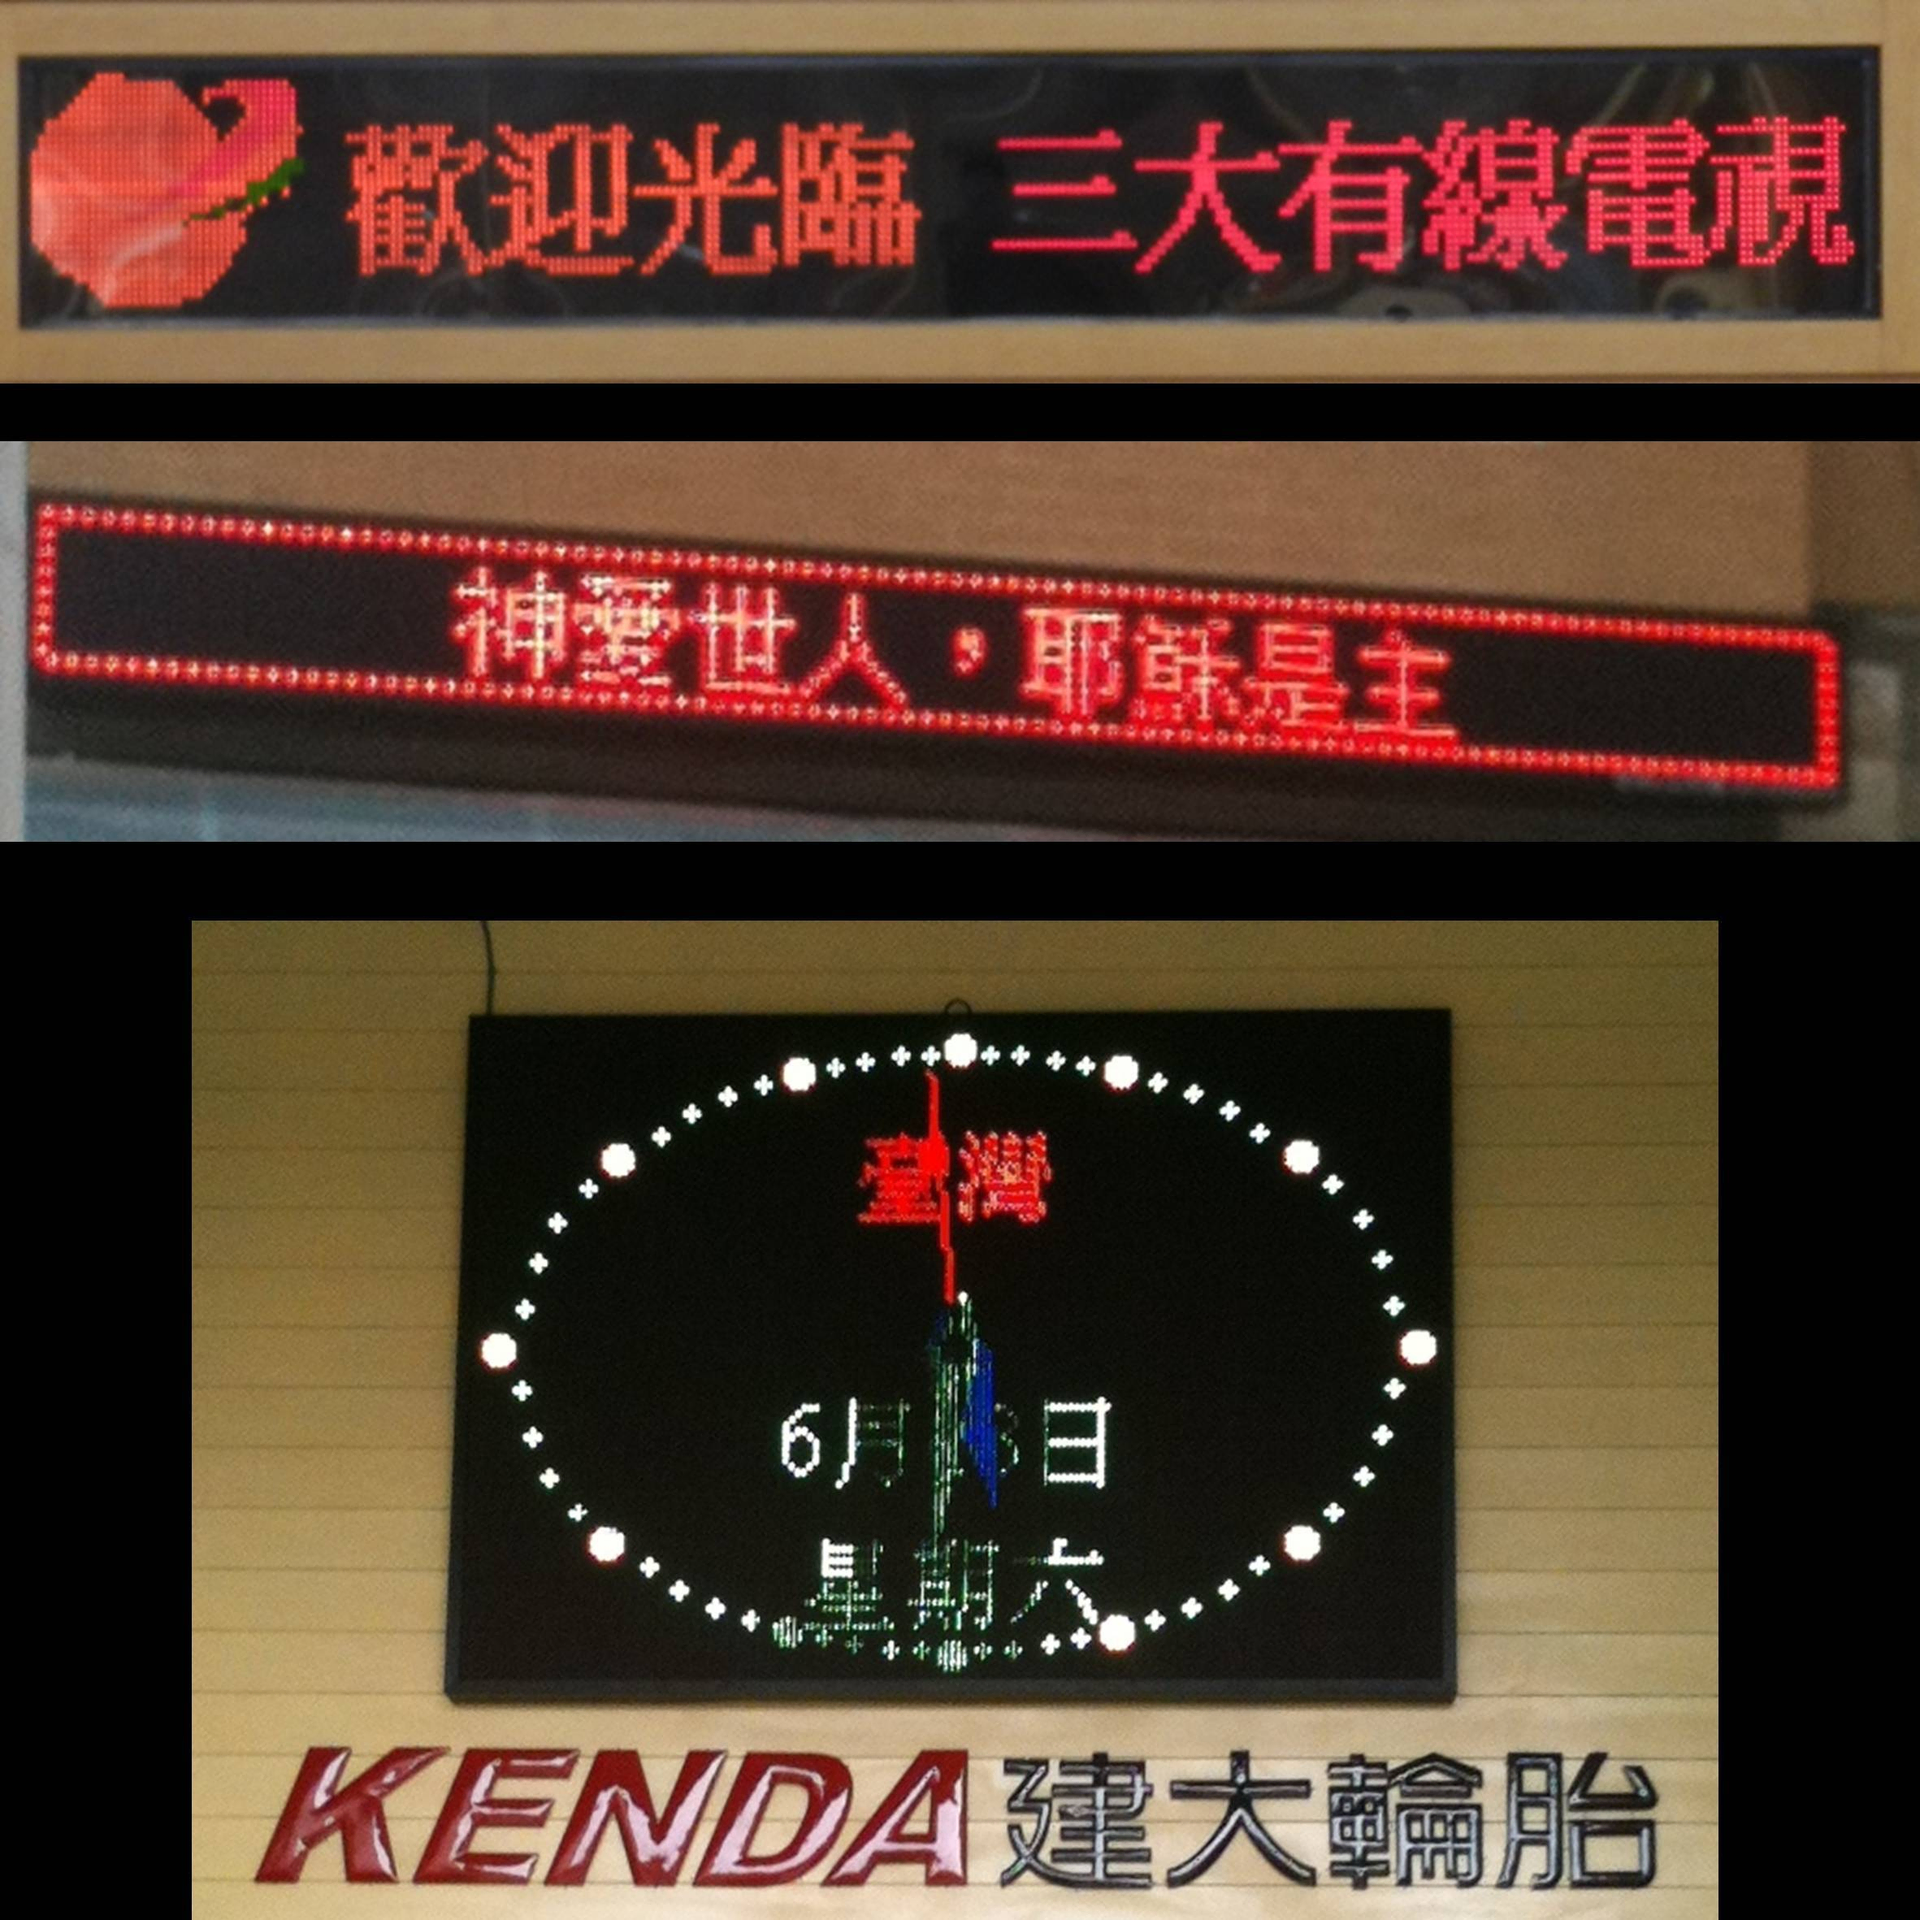 歡迎光臨 三大有線電視
神愛世人，耶穌是主
臺灣
6月 日
星期六
KENDA 建大輪胎